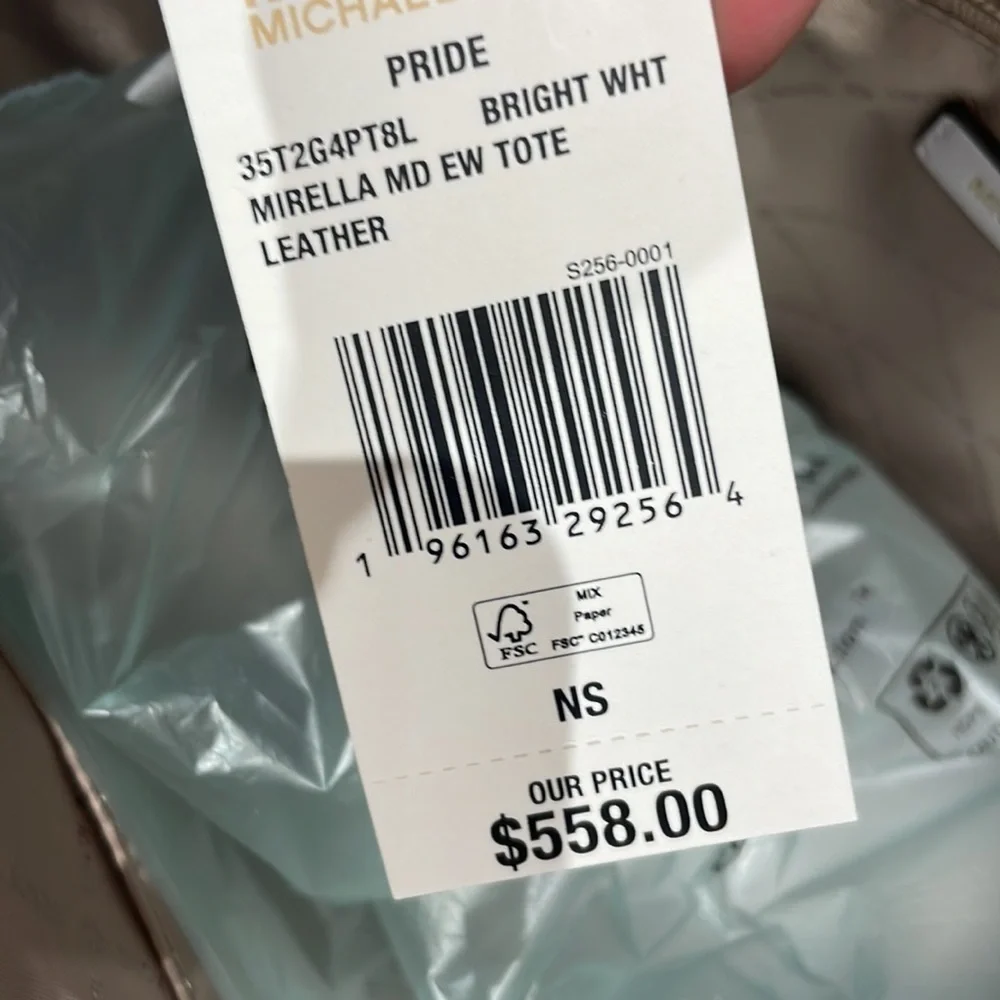 MICHAEL
PRIDE
35T2G4PT8L BRIGHT WHT
MIRELLA MD EW TOTE
LEATHER
S256-0001
1 96163 29256 4
MIX
Paper
FSC™ C012345
FSC
NS
OUR PRICE
$558.00